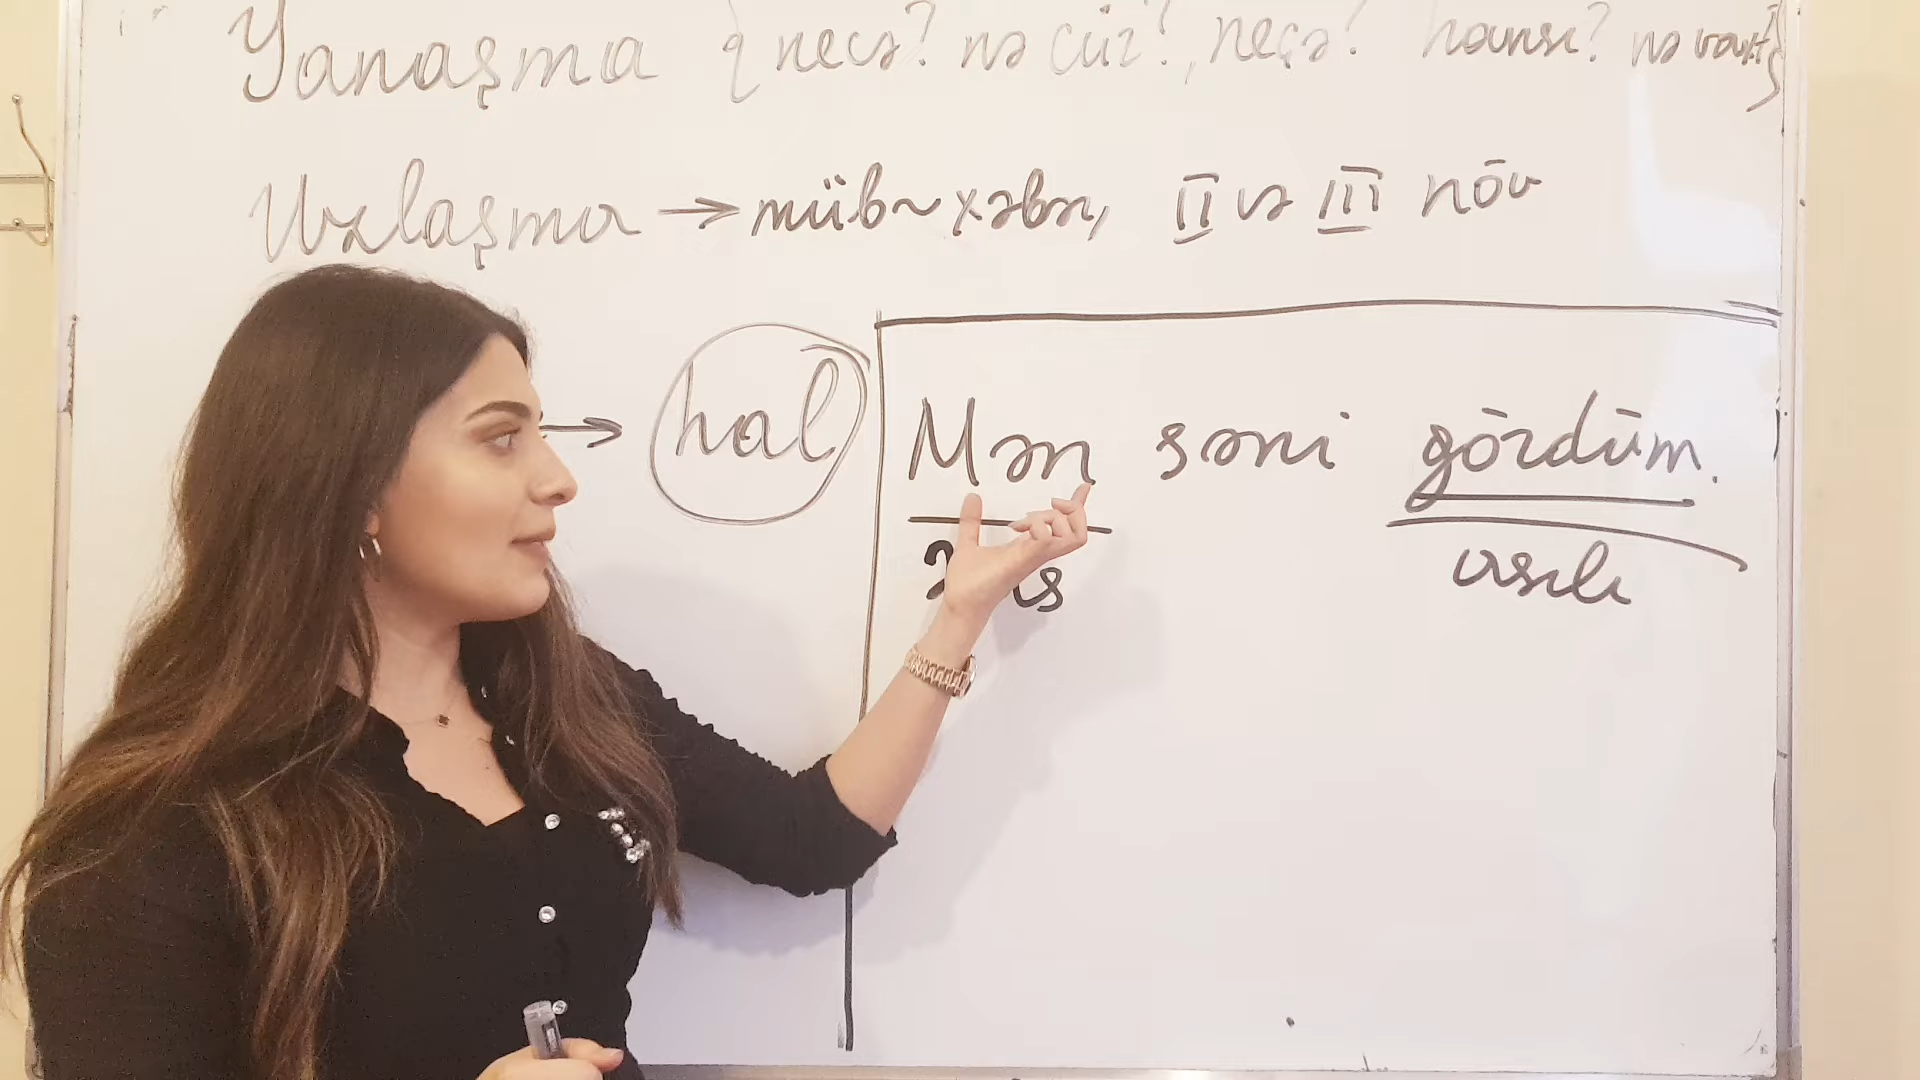 Yanaşma { necə? nə cür?, neçə? hansı? nə vaxt }
Uzlaşma → müb~xəbər, II və III növ
→ hal
Mən səni gördüm.
asılı